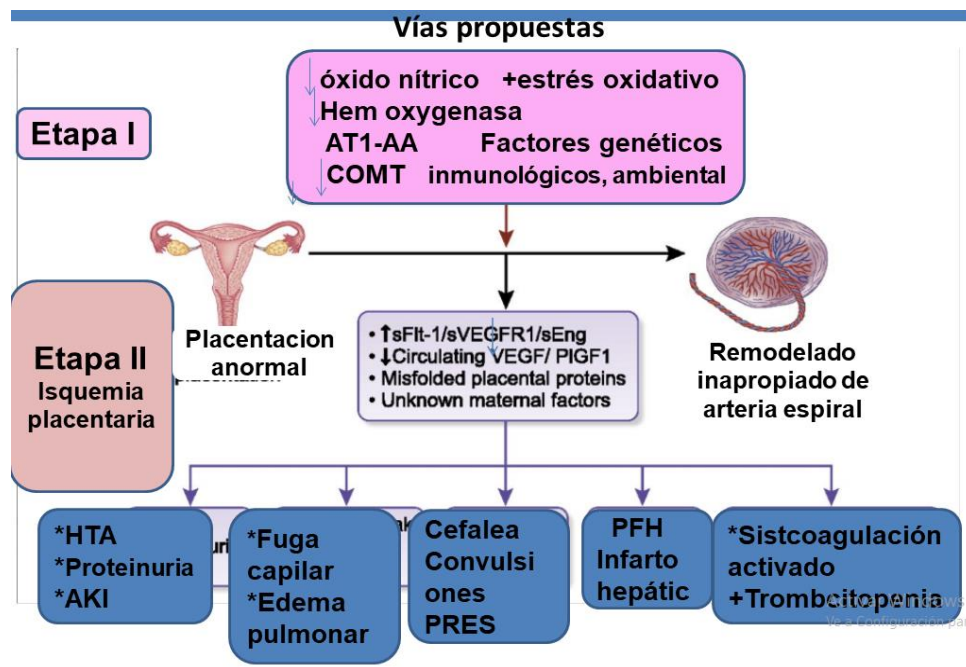 Vías propuestas
Etapa I
óxido nítrico +estrés oxidativo
Hem oxygenasa
AT1-AA Factores genéticos
COMT inmunológicos, ambiental
Etapa II
Isquemia
placentaria
Placentacion
anormal
• ↑sFlt-1/sVEGFR1/sEng
• ↓Circulating VEGF/ PlGF1
• Misfolded placental proteins
• Unknown maternal factors
Remodelado
inapropiado de
arteria espiral
*HTA
*Proteinuria
*AKI
*Fuga
capilar
*Edema
pulmonar
Cefalea
Convulsi
ones
PRES
PFH
Infarto
hepátic
*Sistcoagulación
activado
+Trombcitopenia